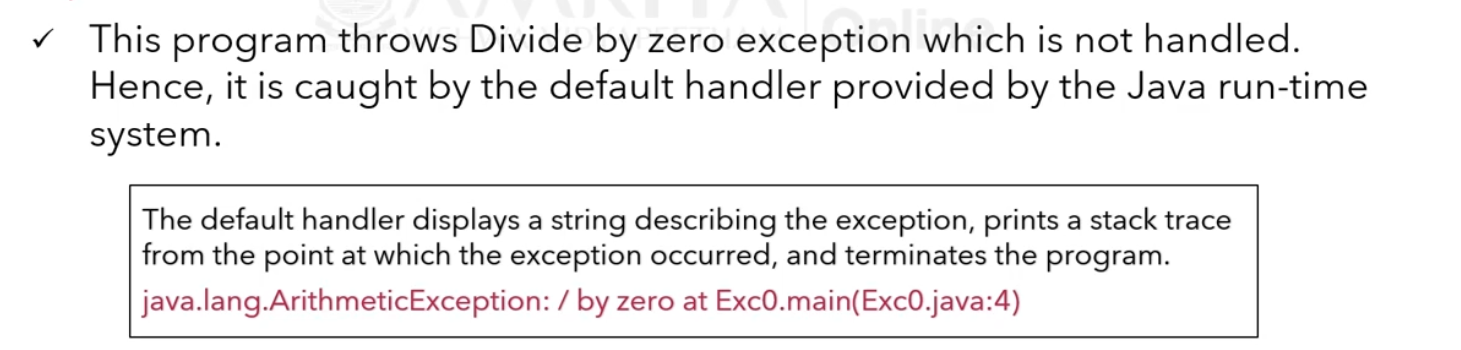 ✓ This program throws Divide by zero exception which is not handled.
Hence, it is caught by the default handler provided by the Java run-time
system.
The default handler displays a string describing the exception, prints a stack trace
from the point at which the exception occurred, and terminates the program.
java.lang.ArithmeticException: / by zero at Exc0.main(Exc0.java:4)